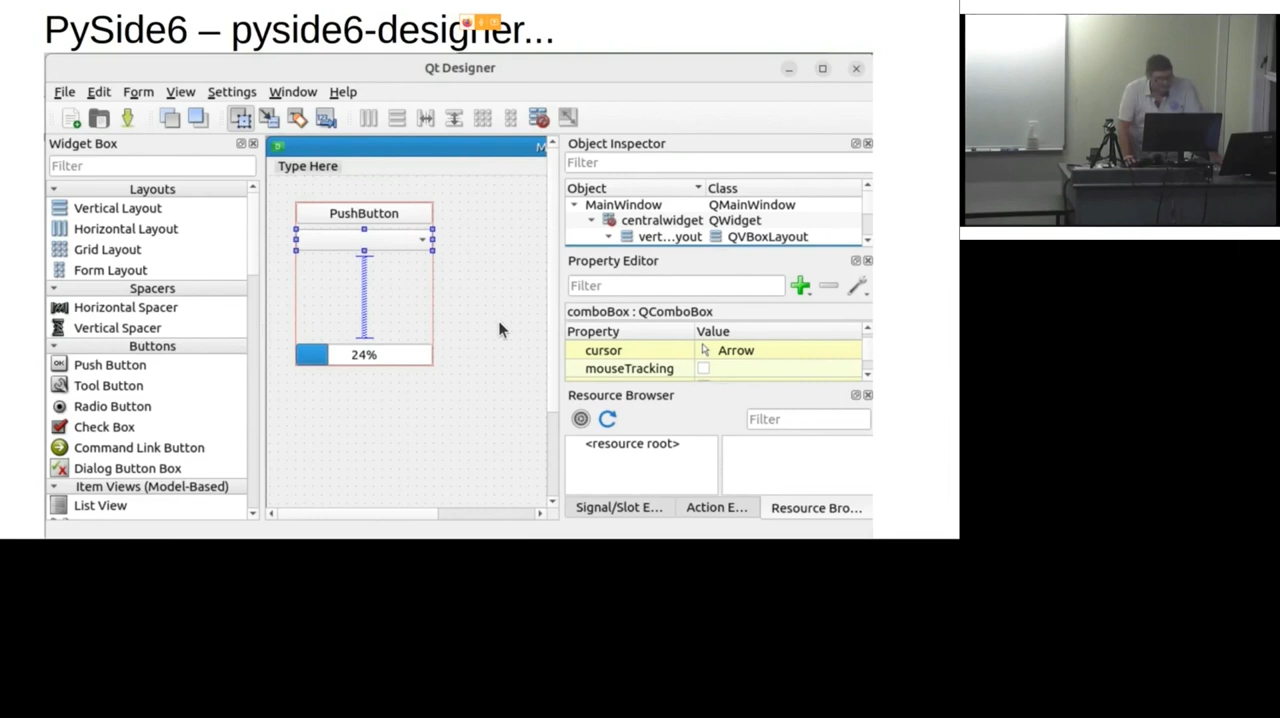 PySide6 – pyside6-designer...
Qt Designer
File Edit Form View Settings Window Help
Widget Box
Filter
Layouts
Vertical Layout
Horizontal Layout
Grid Layout
Form Layout
Spacers
Horizontal Spacer
Vertical Spacer
Buttons
Push Button
Tool Button
Radio Button
Check Box
Command Link Button
Dialog Button Box
Item Views (Model-Based)
List View
M
Type Here
PushButton
24%
Object Inspector
Filter
Object Class
MainWindow QMainWindow
centralwidget QWidget
vert...yout QVBoxLayout
Property Editor
Filter
comboBox : QComboBox
Property Value
cursor Arrow
mouseTracking
Resource Browser
Filter
<resource root>
Signal/Slot E... Action E... Resource Bro...